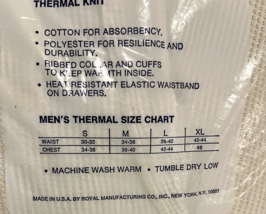 THERMAL KNIT
• COTTON FOR ABSORBENCY.
• POLYESTER FOR RESILIENCE AND
DURABILITY.
• RIBBED COLLAR AND CUFFS
TO KEEP WARMTH INSIDE.
• HEAT RESISTANT ELASTIC WAISTBAND
ON DRAWERS.
MEN'S THERMAL SIZE CHART
S M L XL
WAIST 30-32 34-36 38-40 42-44
CHEST 34-36 38-40 42-44 46
• MACHINE WASH WARM • TUMBLE DRY LOW
MADE IN U.S.A. BY ROYAL MANUFACTURING CO., INC., NEW YORK, N.Y. 10001